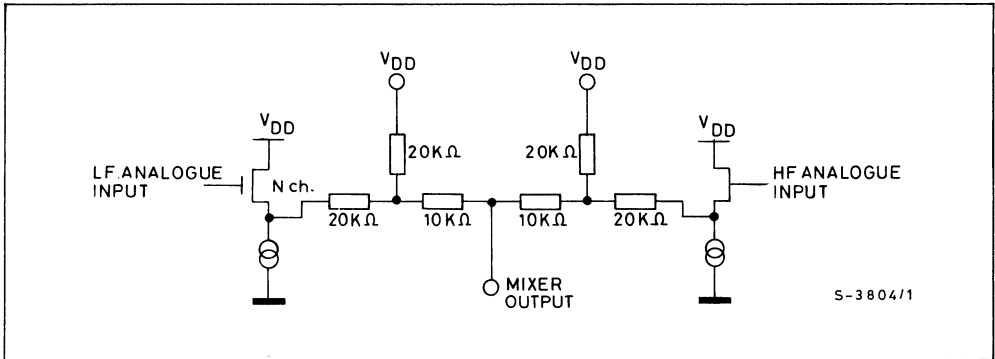 VDD
VDD
VDD
VDD
20KΩ
20KΩ
LF. ANALOGUE
INPUT
N ch.
HF ANALOGUE
INPUT
20KΩ
10KΩ
10KΩ
20KΩ
MIXER
OUTPUT
S-3804/1